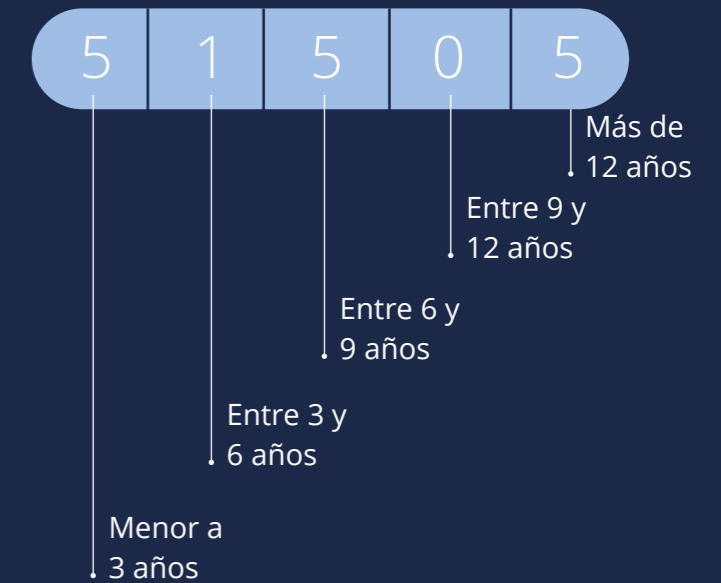 5 1 5 0 5
Más de
12 años
Entre 9 y
12 años
Entre 6 y
9 años
Entre 3 y
6 años
Menor a
3 años